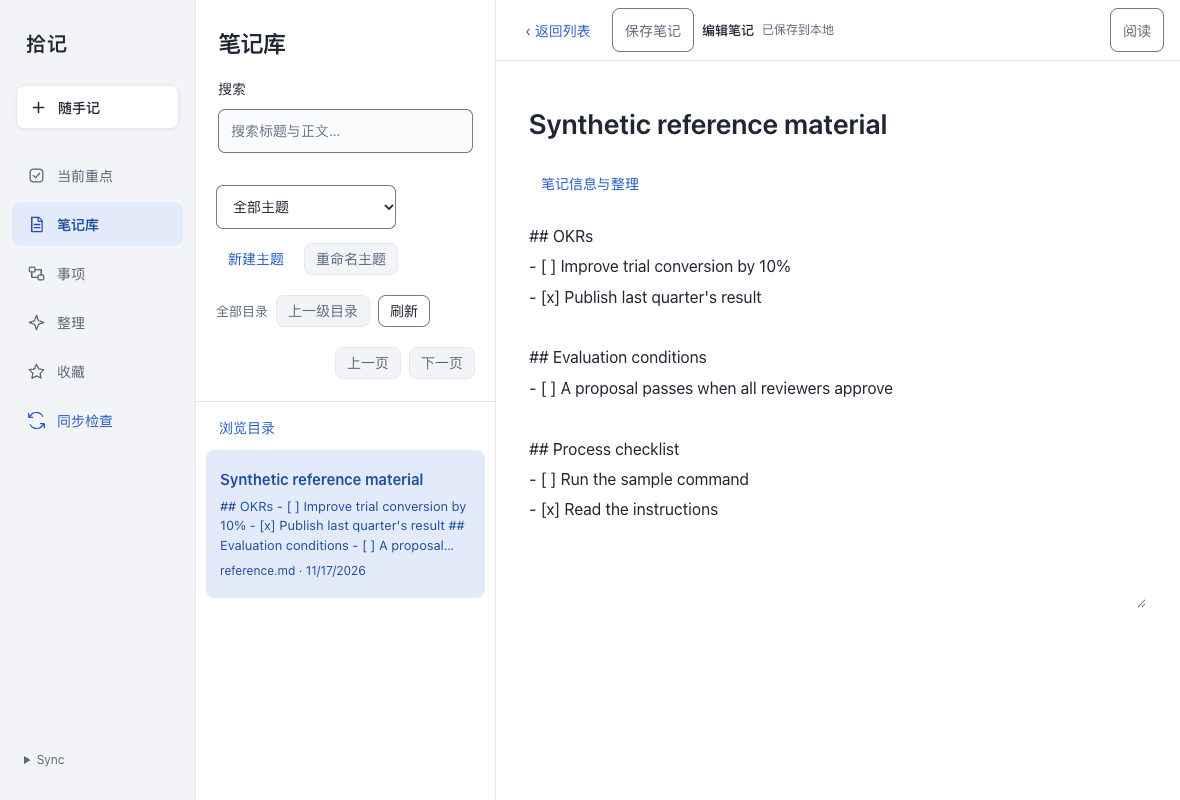 拾记
随手记
当前重点
笔记库
事项
整理
收藏
同步检查
Sync
笔记库
搜索
搜索标题与正文...
全部主题
新建主题 重命名主题
全部目录 上一级目录 刷新
上一页 下一页
浏览目录
Synthetic reference material
## OKRs - [ ] Improve trial conversion by
10% - [x] Publish last quarter's result ##
Evaluation conditions - [ ] A proposal...
reference.md · 11/17/2026
‹ 返回列表 保存笔记 编辑笔记 已保存到本地 阅读
Synthetic reference material
笔记信息与整理
## OKRs
- [ ] Improve trial conversion by 10%
- [x] Publish last quarter's result
## Evaluation conditions
- [ ] A proposal passes when all reviewers approve
## Process checklist
- [ ] Run the sample command
- [x] Read the instructions